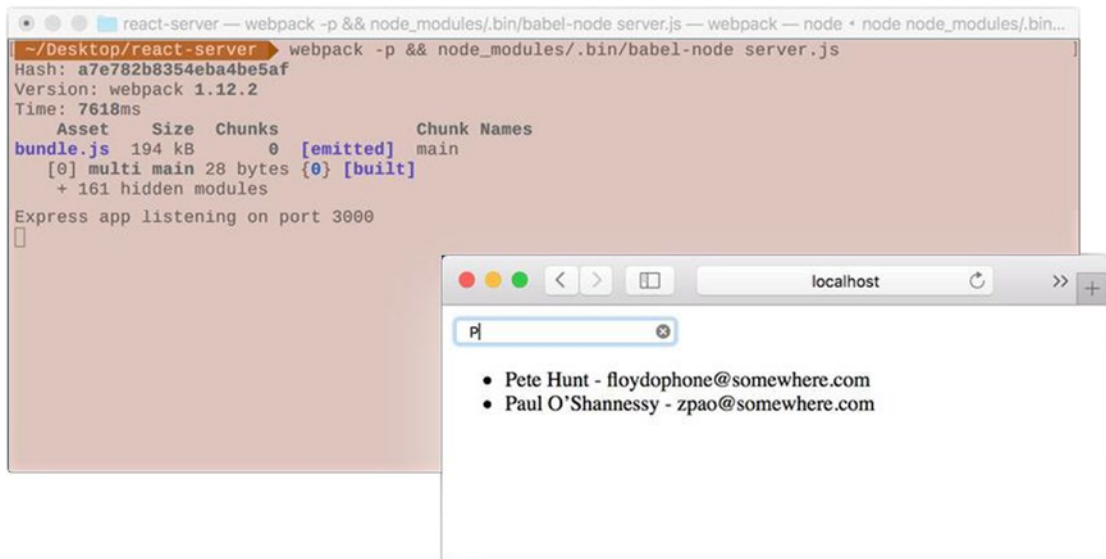 react-server — webpack -p && node_modules/.bin/babel-node server.js — webpack — node • node node_modules/.bin...
~/Desktop/react-server webpack -p && node_modules/.bin/babel-node server.js
Hash: a7e782b8354eba4be5af
Version: webpack 1.12.2
Time: 7618ms
Asset Size Chunks Chunk Names
bundle.js 194 kB 0 [emitted] main
[0] multi main 28 bytes {0} [built]
+ 161 hidden modules
Express app listening on port 3000
localhost
P
• Pete Hunt - floydophone@somewhere.com
• Paul O’Shannessy - zpao@somewhere.com